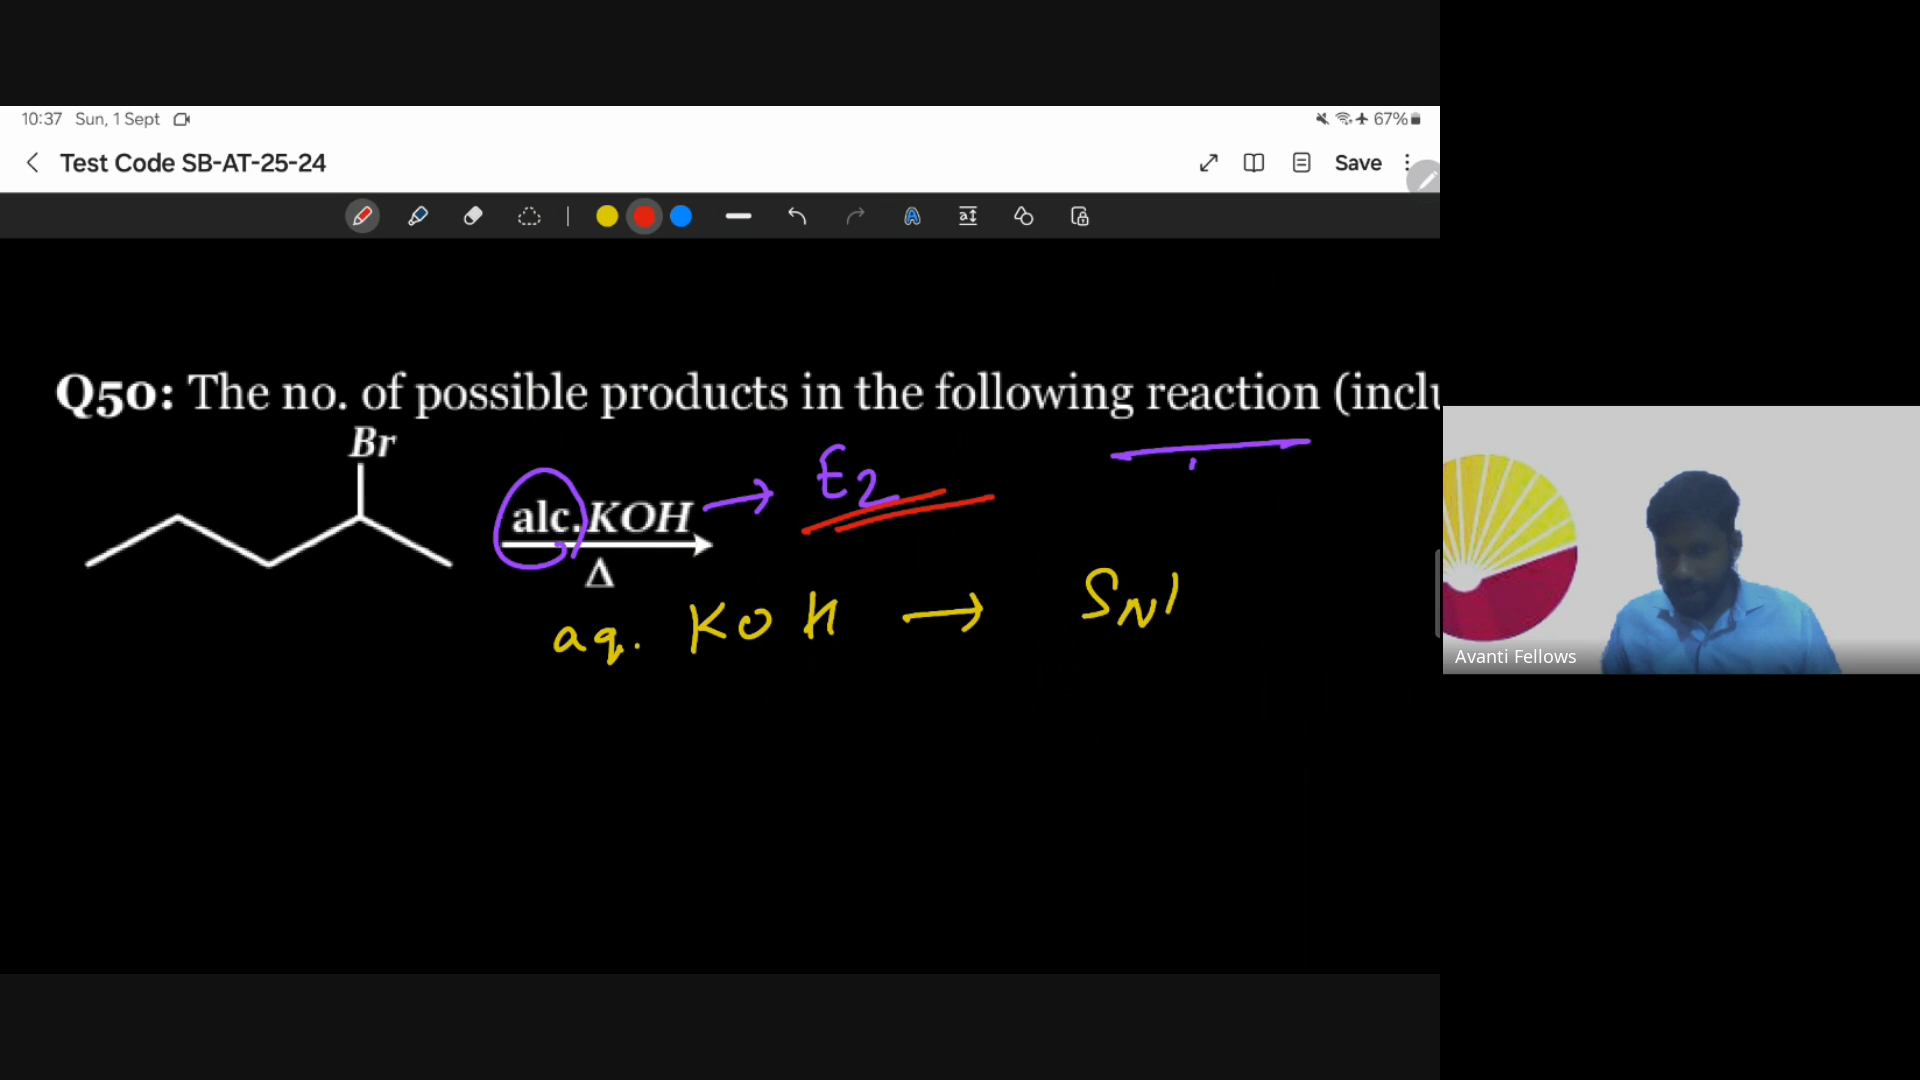 10:37 Sun, 1 Sept 67%
Test Code SB-AT-25-24 Save
Q50: The no. of possible products in the following reaction (inclu
Br
alc.KOH → E2
Δ
aq. KOH → SN1
Avanti Fellows